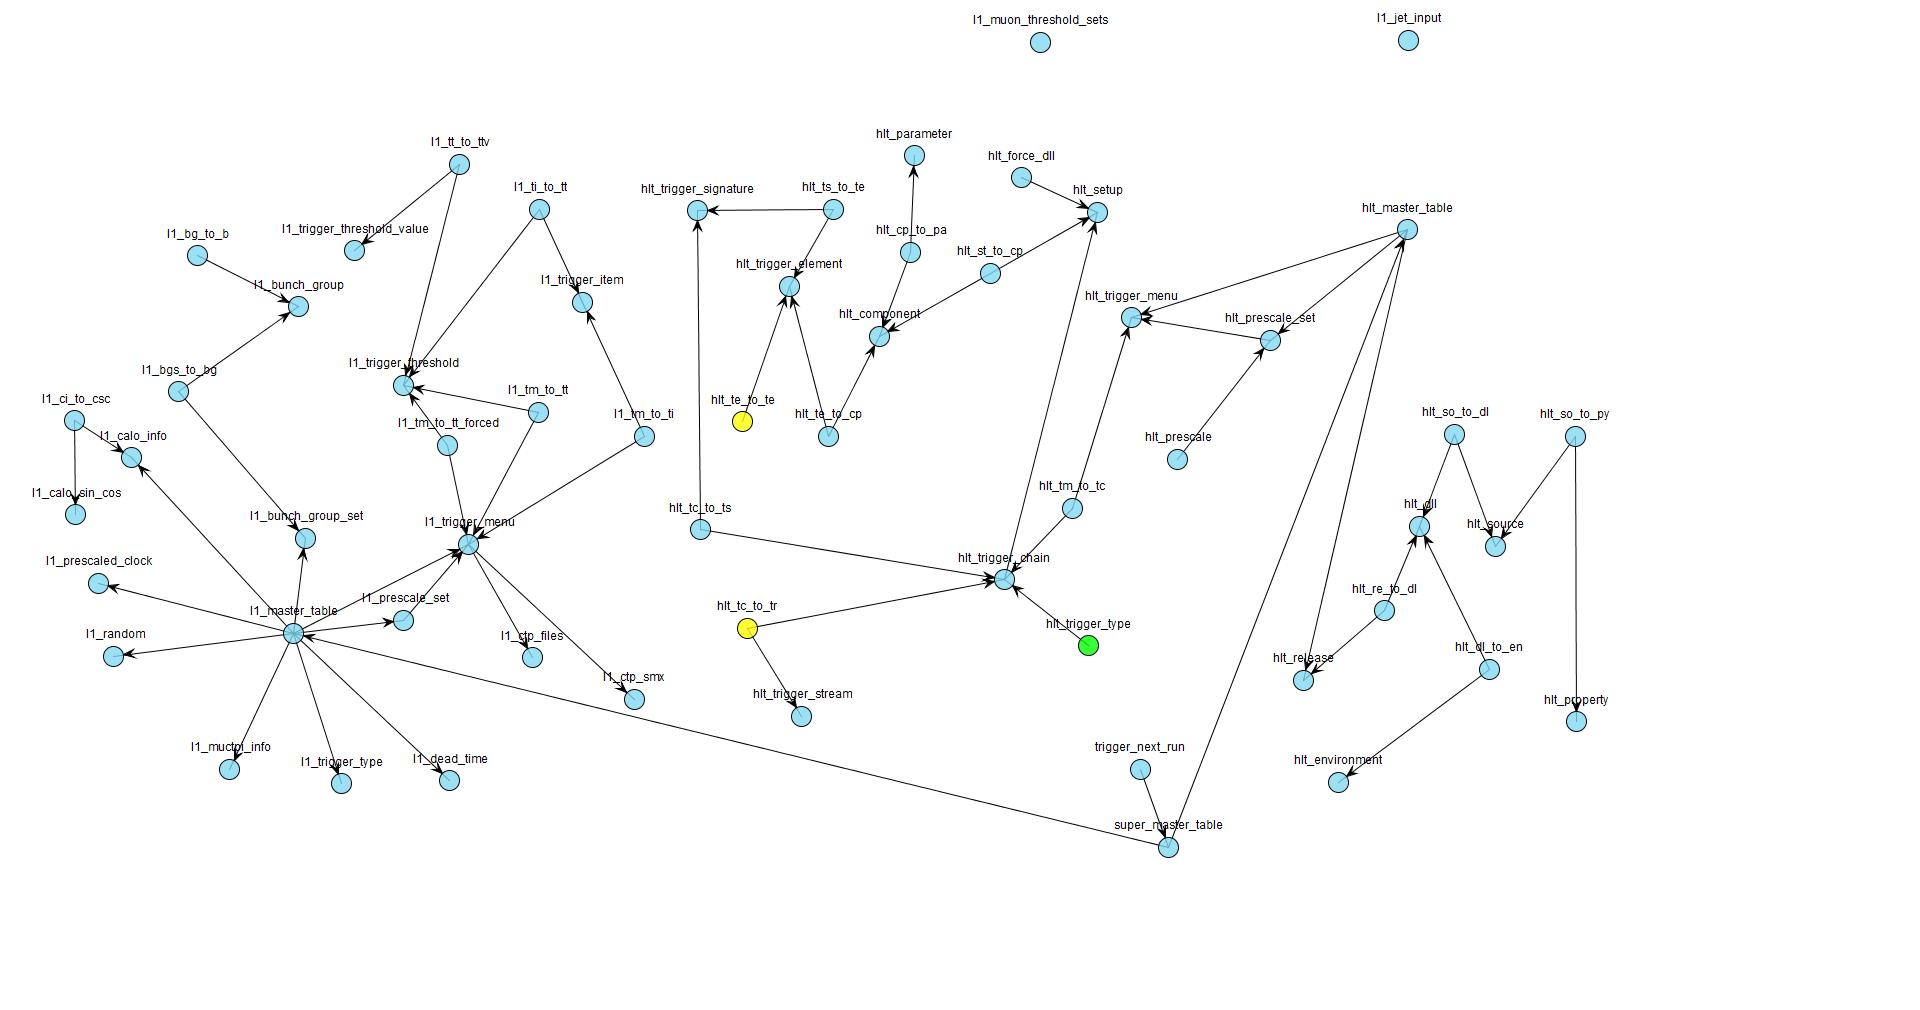 l1_muon_threshold_sets
l1_jet_input
l1_tt_to_ttv
hlt_parameter
hlt_force_dll
l1_ti_to_tt
hlt_trigger_signature
hlt_ts_to_te
hlt_setup
hlt_master_table
l1_bg_to_b
l1_trigger_threshold_value
hlt_cp_to_pa
hlt_st_to_cp
hlt_trigger_element
l1_bunch_group
l1_trigger_item
hlt_trigger_menu
hlt_component
hlt_prescale_set
l1_bgs_to_bg
l1_trigger_threshold
l1_ci_to_csc
l1_tm_to_tt
hlt_te_to_te
l1_tm_to_tt_forced
l1_tm_to_ti
hlt_te_to_cp
hlt_so_to_dl
hlt_so_to_py
l1_calo_info
hlt_prescale
l1_calo_sin_cos
hlt_tm_to_tc
l1_bunch_group_set
l1_trigger_menu
hlt_tc_to_ts
hlt_dll
hlt_source
l1_prescaled_clock
hlt_trigger_chain
l1_master_table
l1_prescale_set
hlt_tc_to_tr
hlt_re_to_dl
l1_random
l1_ctp_files
hlt_trigger_type
hlt_release
hlt_dl_to_en
l1_ctp_smx
hlt_trigger_stream
hlt_property
l1_muctpi_info
l1_trigger_type
l1_dead_time
trigger_next_run
hlt_environment
super_master_table